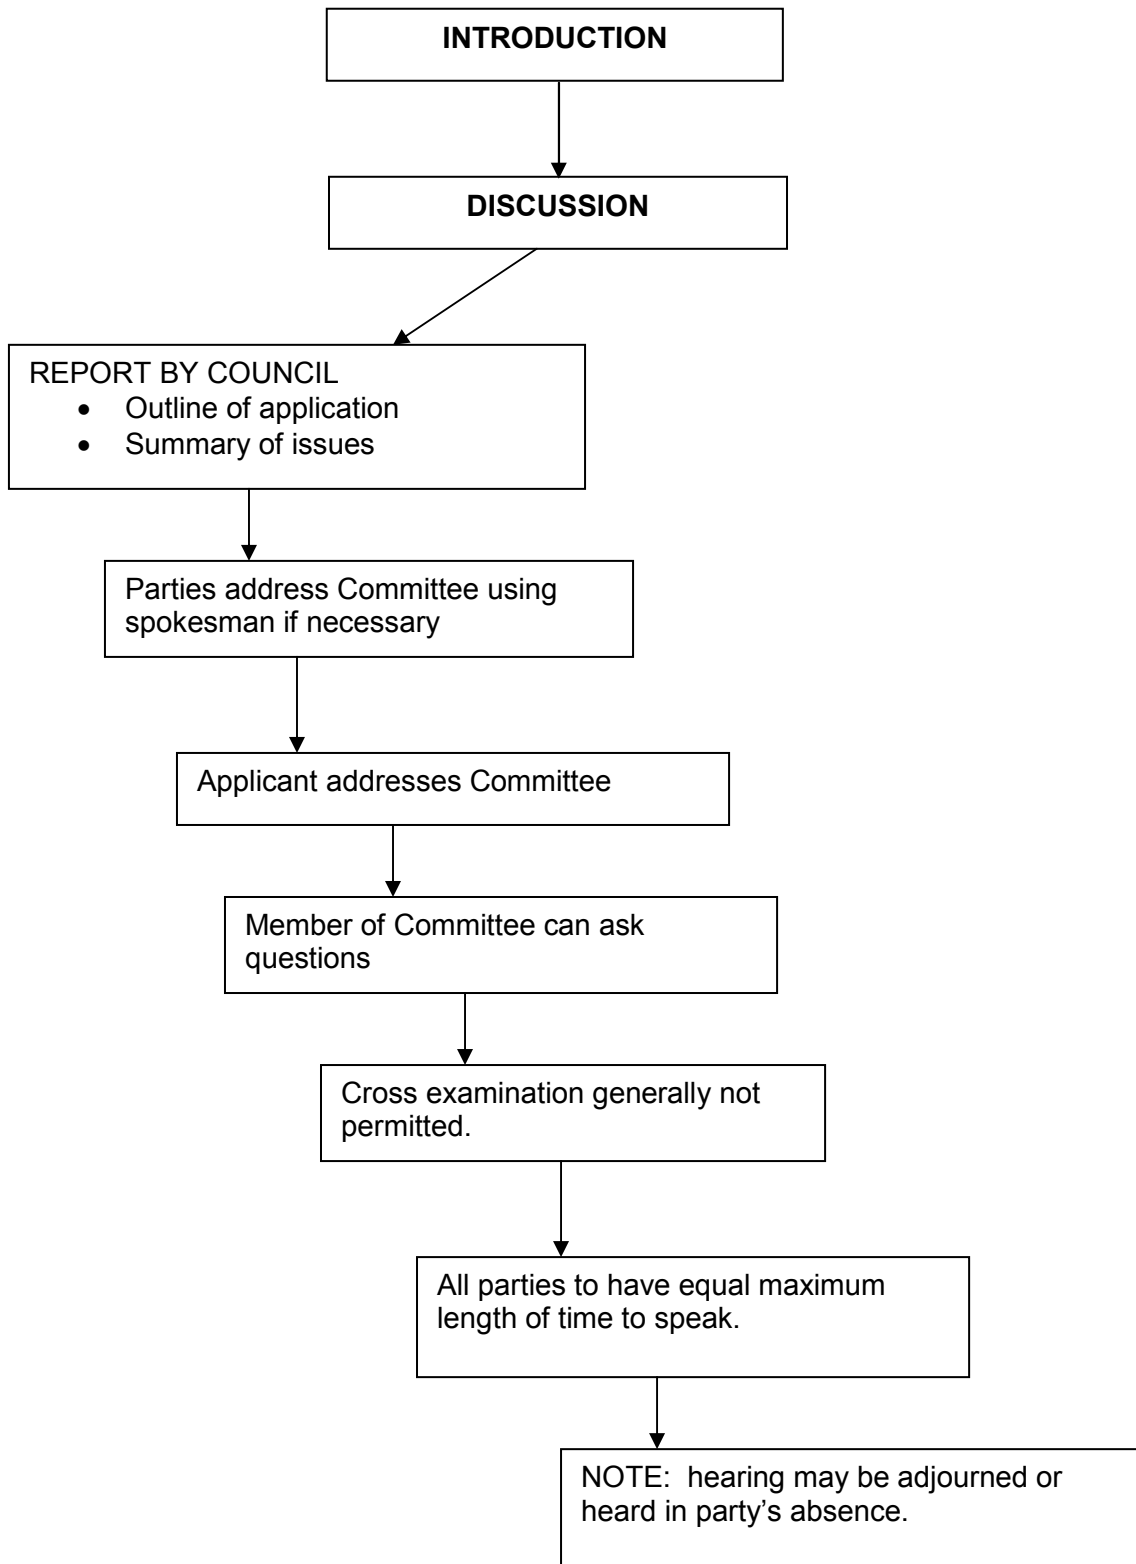 INTRODUCTION
DISCUSSION
REPORT BY COUNCIL
• Outline of application
• Summary of issues
Parties address Committee using
spokesman if necessary
Applicant addresses Committee
Member of Committee can ask
questions
Cross examination generally not
permitted.
All parties to have equal maximum
length of time to speak.
NOTE:  hearing may be adjourned or
heard in party’s absence.